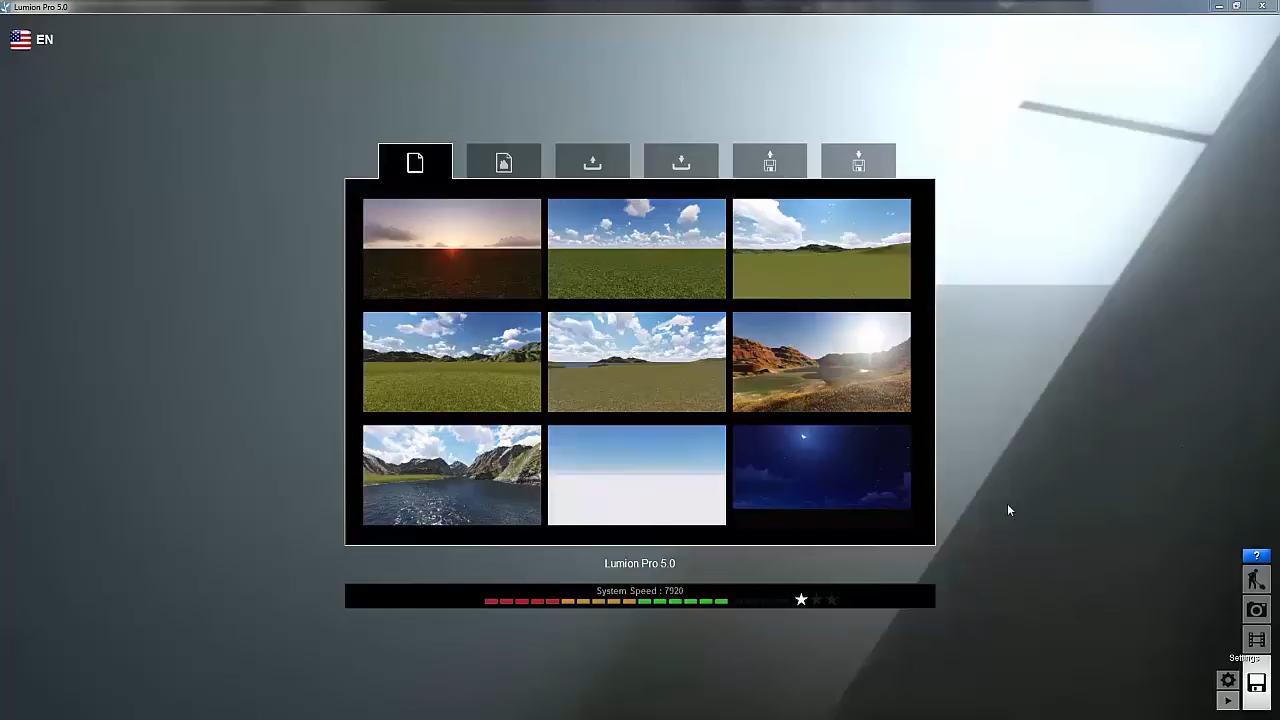 Lumion Pro 5.0
EN
Lumion Pro 5.0
System Speed : 7920
?
Settings